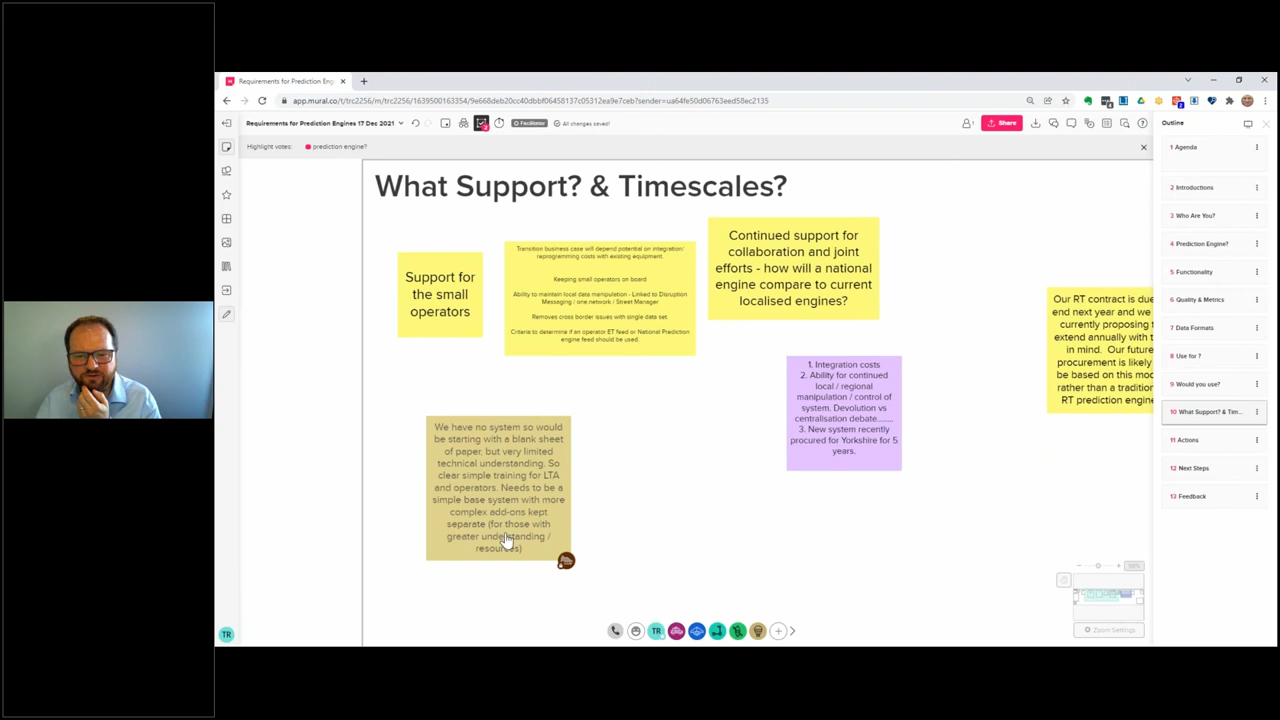 Requirements for Prediction Eng
app.mural.co/t/trc2256/m/trc2256/1639500163354/9e668deb20cc40dbbf06458137c05312ea9e7ceb?sender=ua64fe50d06763eed58ec2135
Requirements for Prediction Engines 17 Dec 2021
Facilitator
All changes saved!
1
Share
Outline
Highlight votes:
prediction engine?
What Support? & Timescales?
Support for
the small
operators
Transition business case will depend potential on integration:
reprogramming costs with existing equipment.
Keeping small operators on board
Ability to maintain local data menipulation - Linked to Disruption
Messaging / one.network / Street Manager
Removes cross border issues with single data set.
Criteria to determine if an operator ET feed or National Prediction
engine feed should be used.
Continued support for
collaboration and joint
efforts - how will a national
engine compare to current
localised engines?
Our RT contract is due
end next year and we
currently proposing t
extend annually with t
in mind. Our future
procurement is likely
be based on this mod
rather than a tradition
RT prediction engine
1. Integration costs
2. Ability for continued
local / regional
manipulation / control of
system. Devolution vs
centralisation debate........
3. New system recently
procured for Yorkshire for 5
years.
We have no system so would
be starting with a blank sheet
of paper, but very limited
technical understanding. So
clear simple training for LTA
and operators. Needs to be a
simple base system with more
complex add-ons kept
separate (for those with
greater understanding /
resources)
1 Agenda
2 Introductions
3 Who Are You?
4 Prediction Engine?
5 Functionality
6 Quality & Metrics
7 Data Formats
8 Use for ?
9 Would you use?
10 What Support? & Tim...
11 Actions
12 Next Steps
13 Feedback
Zoom Settings
TR
TR